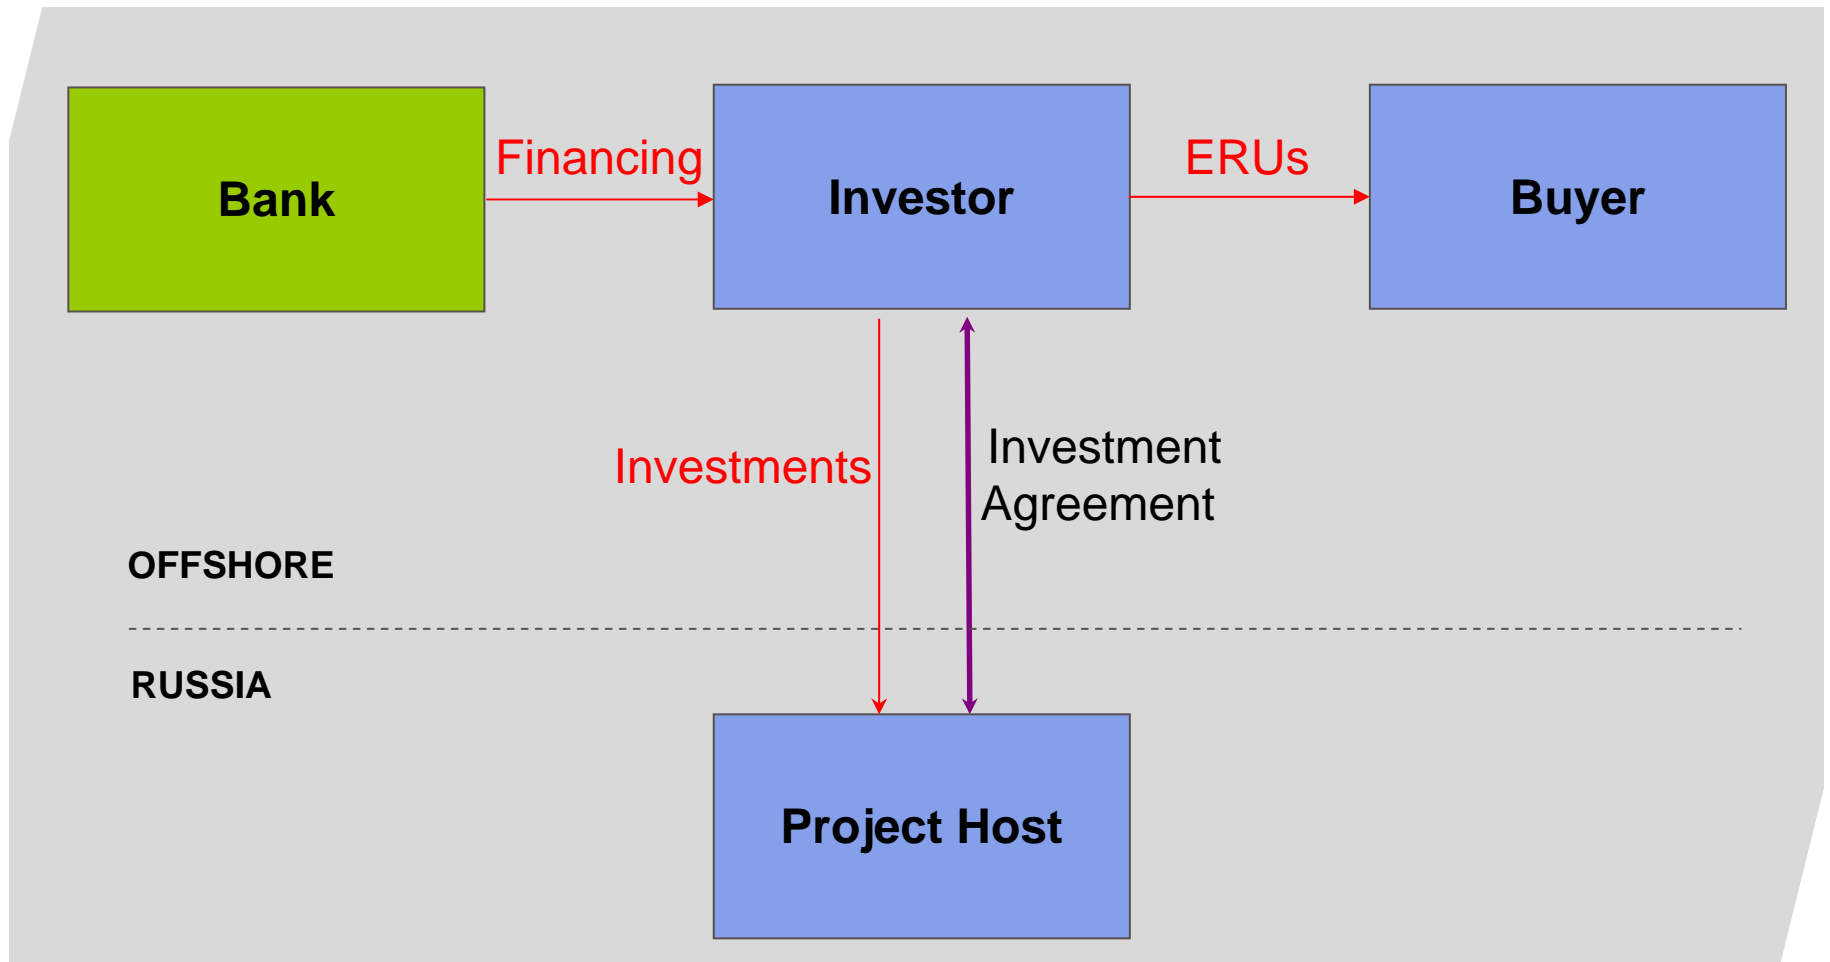 Bank
Financing
Investor
ERUs
Buyer
Investments
Investment
Agreement
OFFSHORE
RUSSIA
Project Host